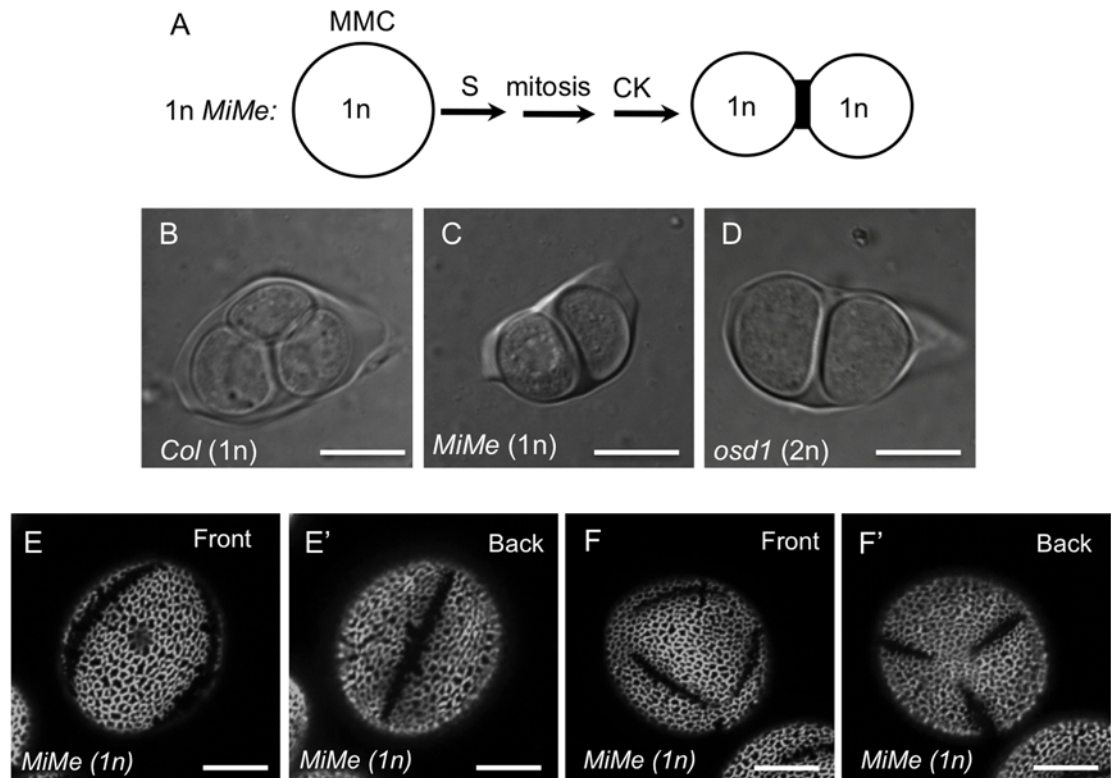 A
MMC
1n MiMe:
1n
S
mitosis
CK
1n
1n
B
Col (1n)
C
MiMe (1n)
D
osd1 (2n)
E
Front
MiMe (1n)
E’
Back
MiMe (1n)
F
Front
MiMe (1n)
F’
Back
MiMe (1n)